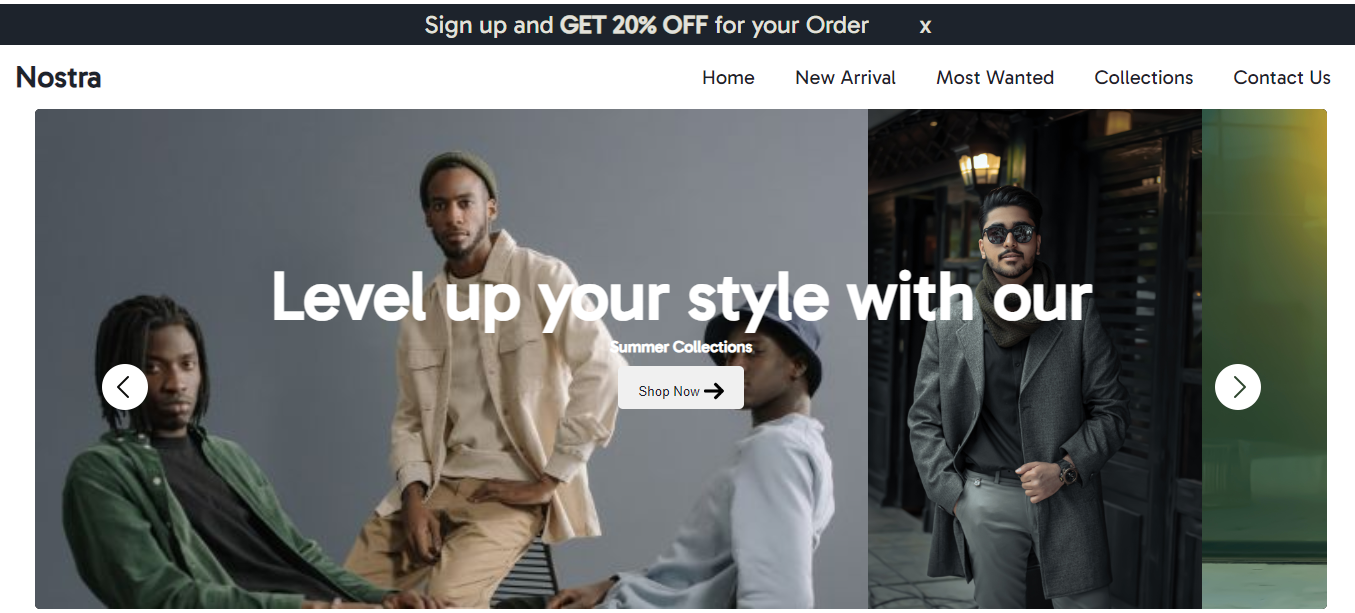 Sign up and GET 20% OFF for your Order x
Nostra
Home New Arrival Most Wanted Collections Contact Us
Level up your style with our
Summer Collections
Shop Now